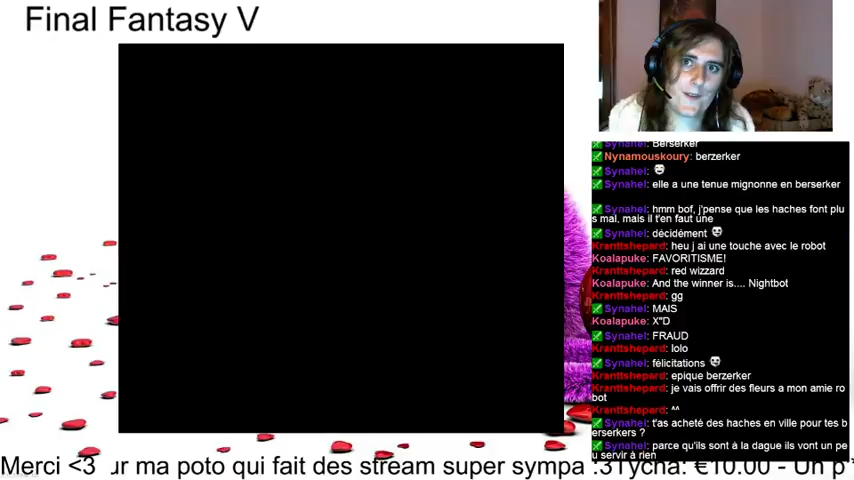 Final Fantasy V
Synahel: Berserker
Nynamouskoury: berzerker
Synahel:
Synahel: elle a une tenue mignonne en berserker
Synahel: hmm bof, j'pense que les haches font plu
s mal, mais il t'en faut une
Synahel: décidément
Kranttshepard: heu j ai une touche avec le robot
Koalapuke: FAVORITISME!
Kranttshepard: red wizzard
Koalapuke: And the winner is.... Nightbot
Kranttshepard: gg
Synahel: MAIS
Koalapuke: X"D
Synahel: FRAUD
Kranttshepard: lolo
Synahel: félicitations
Kranttshepard: epique berzerker
Kranttshepard: je vais offrir des fleurs a mon amie ro
bot
Kranttshepard: ^^
Synahel: t'as acheté des haches en ville pour tes b
erserkers ?
Synahel: parce qu'ils sont à la dague ils vont un pe
u servir à rien
Merci <3 ur ma poto qui fait des stream super sympa :3Tycha: €10.00 - Un p'